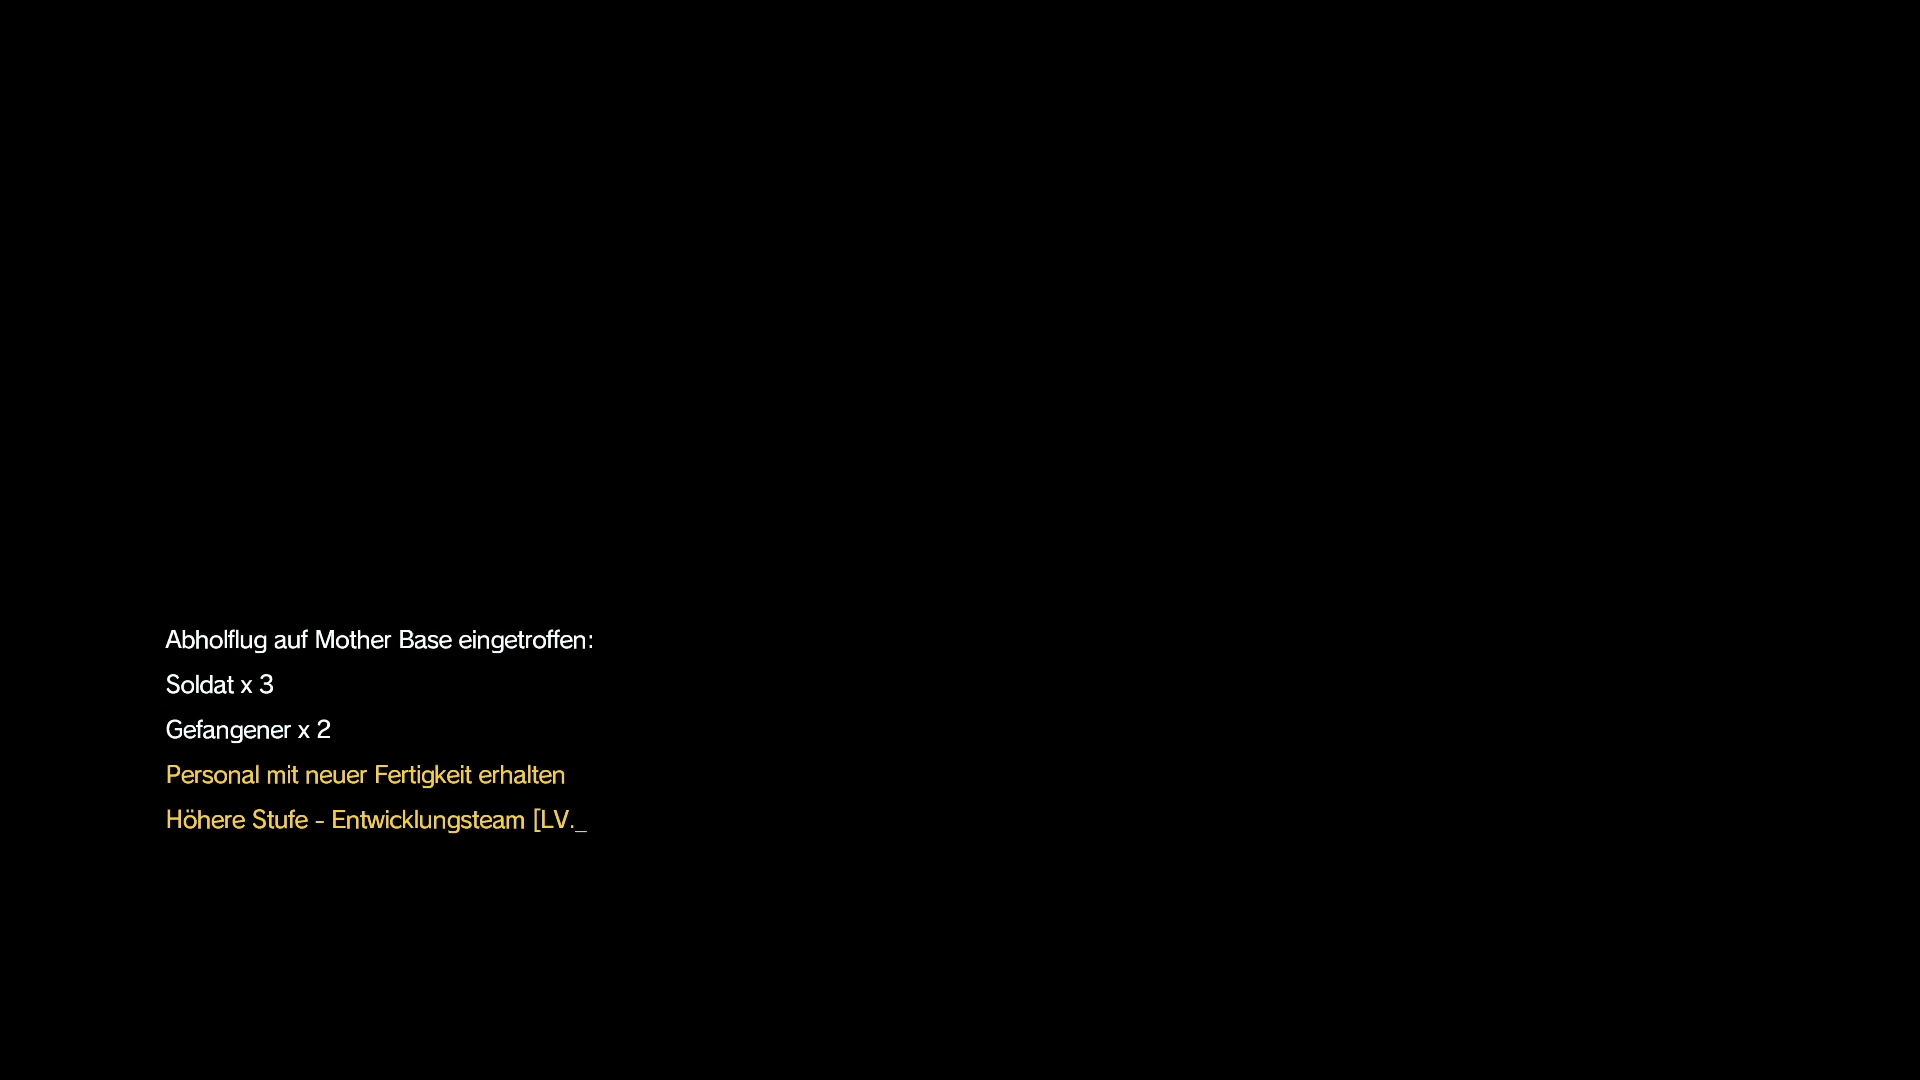 Abholflug auf Mother Base eingetroffen:
Soldat x 3
Gefangener x 2
Personal mit neuer Fertigkeit erhalten
Höhere Stufe - Entwicklungsteam [LV._